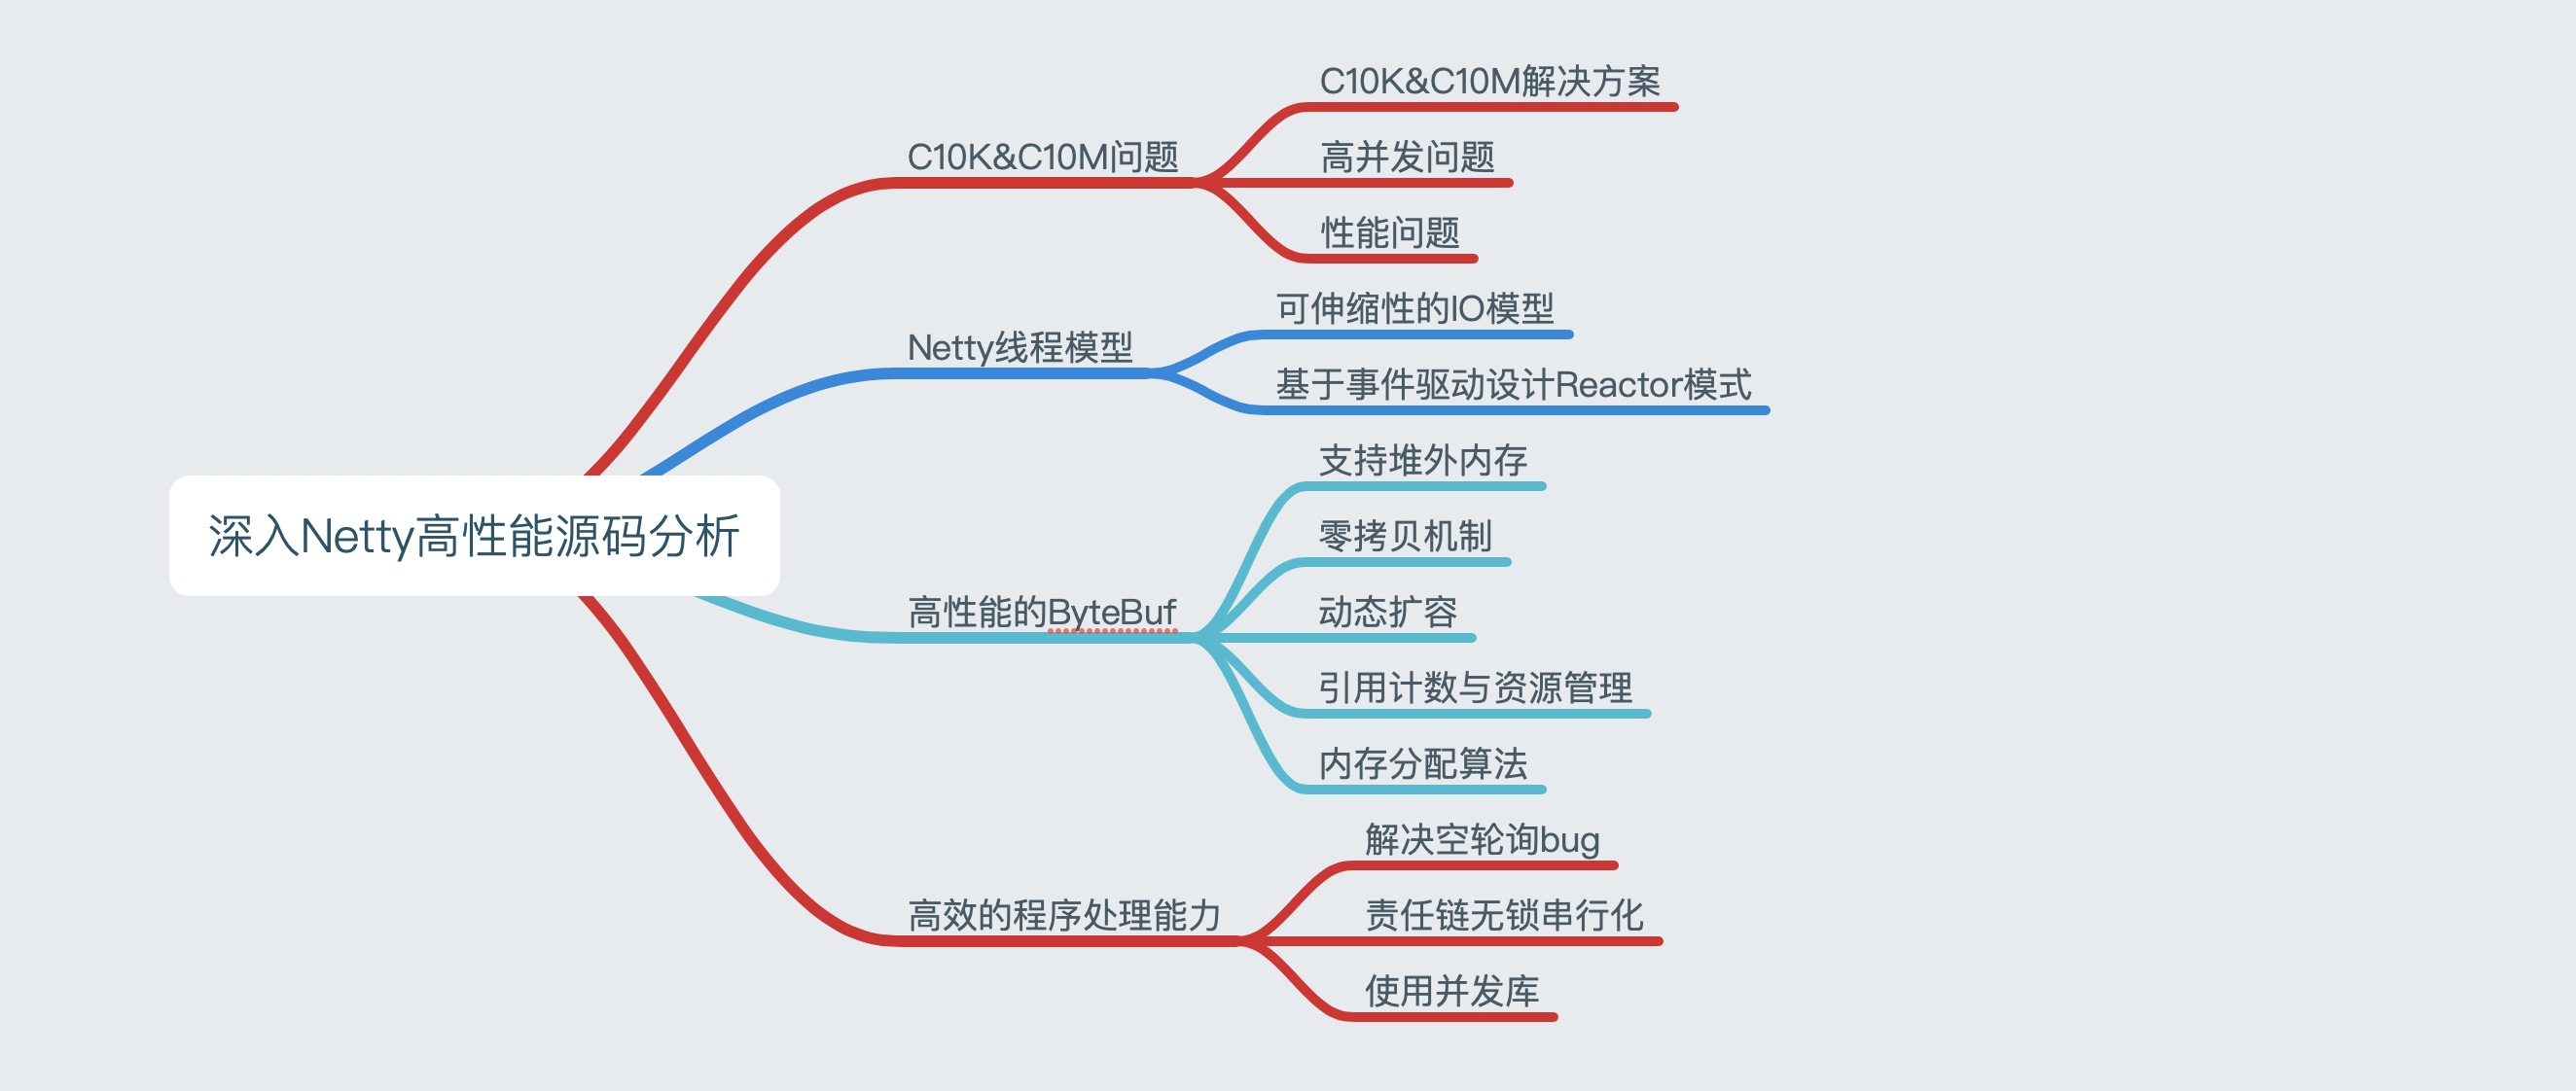 C10K&C10M解决方案
C10K&C10M问题
高并发问题
性能问题
可伸缩性的IO模型
Netty线程模型
基于事件驱动设计Reactor模式
深入Netty高性能源码分析
支持堆外内存
零拷贝机制
高性能的ByteBuf
动态扩容
引用计数与资源管理
内存分配算法
解决空轮询bug
高效的程序处理能力
责任链无锁串行化
使用并发库